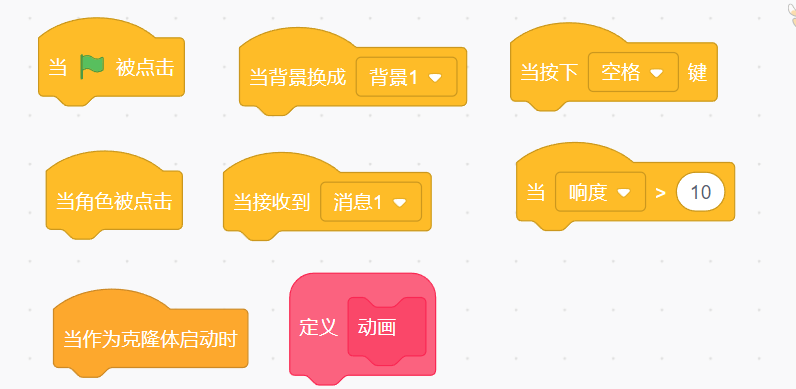 当 被点击
当背景换成 背景1
当按下 空格 键
当角色被点击
当接收到 消息1
当 响度 > 10
当作为克隆体启动时
定义 动画